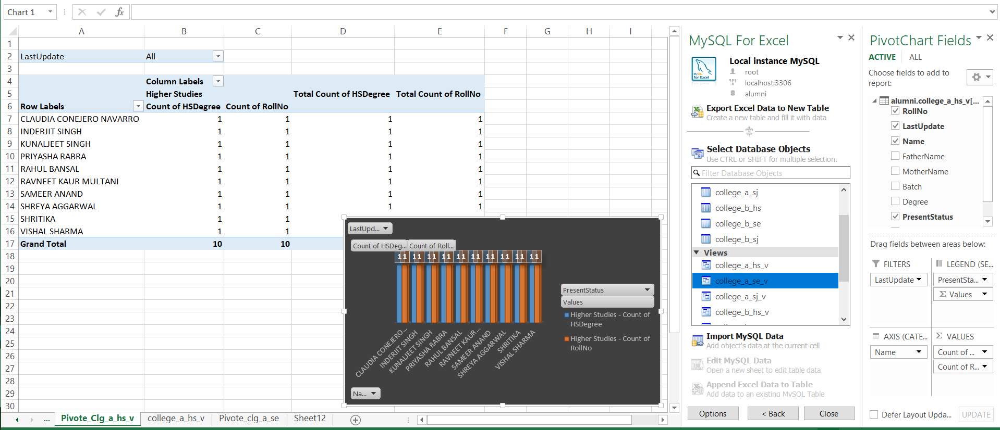 Chart 1
fx
A B C D E F G H I
1
2 LastUpdate All
3
4 Column Labels
5 Higher Studies Total Count of HSDegree Total Count of RollNo
6 Row Labels Count of HSDegree Count of RollNo
7 CLAUDIA CONEJERO NAVARRO 1 1 1 1
8 INDERJIT SINGH 1 1 1 1
9 KUNALJEET SINGH 1 1 1 1
10 PRIYASHA RABRA 1 1 1 1
11 RAHUL BANSAL 1 1 1 1
12 RAVNEET KAUR MULTANI 1 1 1 1
13 SAMEER ANAND 1 1 1 1
14 SHREYA AGGARWAL 1 1 1 1
15 SHRITIKA 1 1
16 VISHAL SHARMA 1 1
17 Grand Total 10 10
18
19
20
21
22
23
24
25
26
27
28
29
30
LastUpd...
Count of HSDeg... Count of Roll...
1 1 1 1 1 1 1 1 1 1 1 1 1 1 1 1 1 1 1 1
CLAUDIA CONEJERO...
INDERJIT SINGH
KUNALJEET SINGH
PRIYASHA RABRA
RAHUL BANSAL
RAVNEET KAUR...
SAMEER ANAND
SHREYA AGGARWAL
SHRITIKA
VISHAL SHARMA
PresentStatus
Values
Higher Studies - Count of
HSDegree
Higher Studies - Count of
RollNo
Na...
... Pivote_Clg_a_hs_v college_a_hs_v Pivote_clg_a_se Sheet12
MySQL For Excel
MySQL
for Excel
Local instance MySQL
root
localhost:3306
alumni
Export Excel Data to New Table
Create a new table and fill it with data
Select Database Objects
Use CTRL or SHIFT for multiple selection.
Filter Database Objects
college_a_sj
college_b_hs
college_b_se
college_b_sj
Views
college_a_hs_v
college_a_se_v
college_a_sj_v
college_b_hs_v
Import MySQL Data
Add object's data at the current cell
Edit MySQL Data
Open a new sheet to edit table data
Append Excel Data to Table
Add data to an existing MySQL Table
Options < Back Close
PivotChart Fields
ACTIVE ALL
Choose fields to add to
report:
alumni.college_a_hs_v[...
RollNo
LastUpdate
Name
FatherName
MotherName
Batch
Degree
PresentStatus
Drag fields between areas below:
FILTERS
LastUpdate
LEGEND (SE...
PresentSta...
Σ Values
AXIS (CATE...
Name
Σ VALUES
Count of ...
Count of R...
Defer Layout Upda... UPDATE